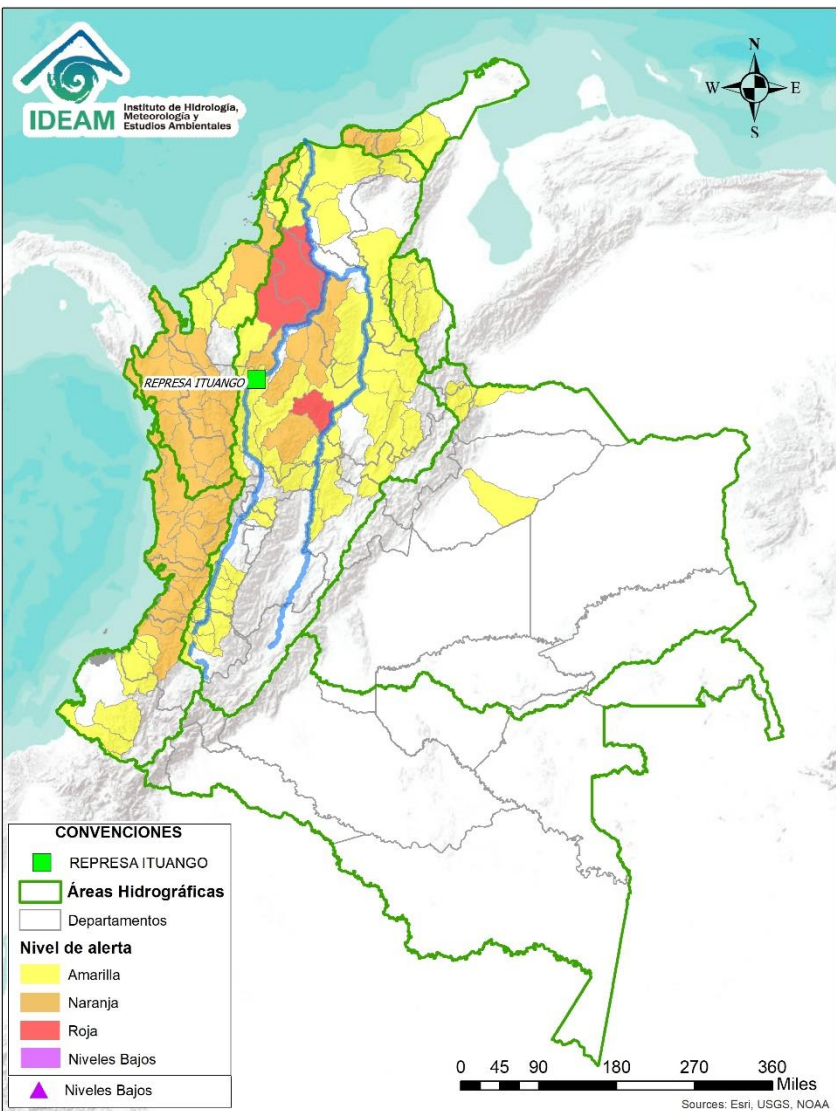 IDEAM
Instituto de Hidrología,
Meteorología y
Estudios Ambientales
N
W
E
S
REPRESA ITUANGO
CONVENCIONES
REPRESA ITUANGO
Áreas Hidrográficas
Departamentos
Nivel de alerta
Amarilla
Naranja
Roja
Niveles Bajos
Niveles Bajos
0 45 90 180 270 360
Miles
Sources: Esri, USGS, NOAA